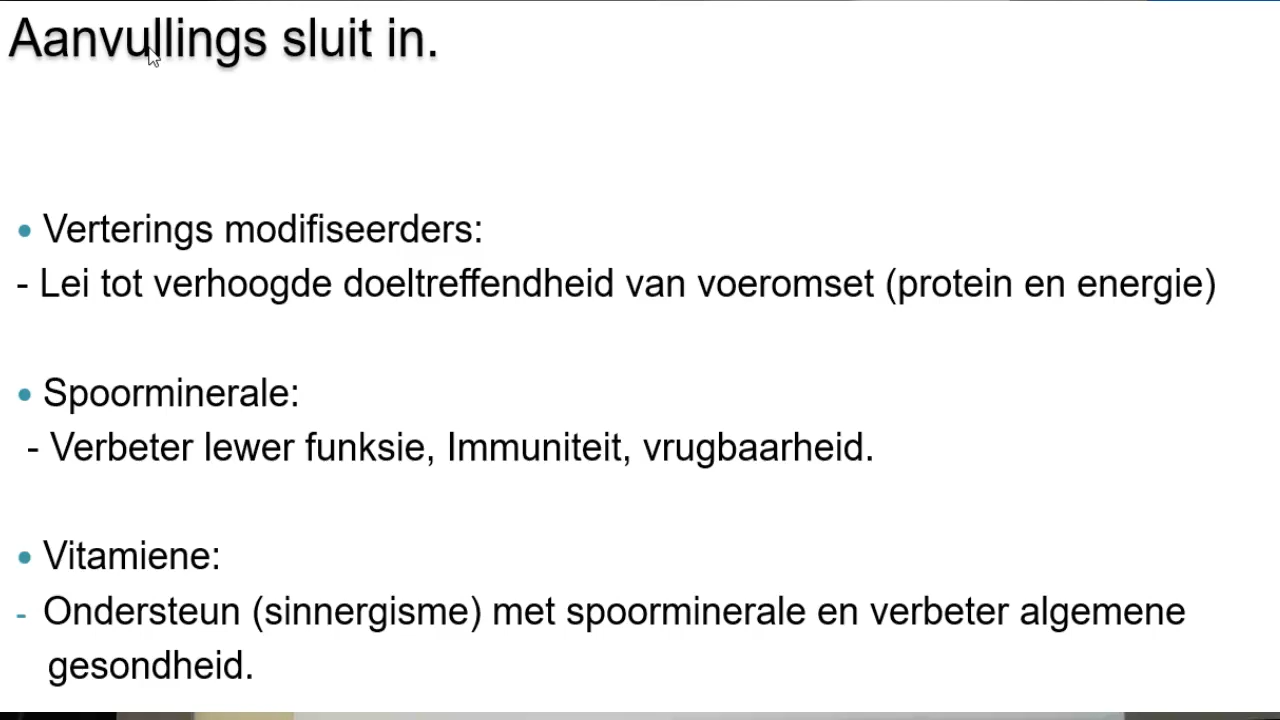 Aanvullings sluit in.
• Verterings modifiseerders:
- Lei tot verhoogde doeltreffendheid van voeromset (protein en energie)
• Spoorminerale:
- Verbeter lewer funksie, Immuniteit, vrugbaarheid.
• Vitamiene:
- Ondersteun (sinnergisme) met spoorminerale en verbeter algemene
gesondheid.